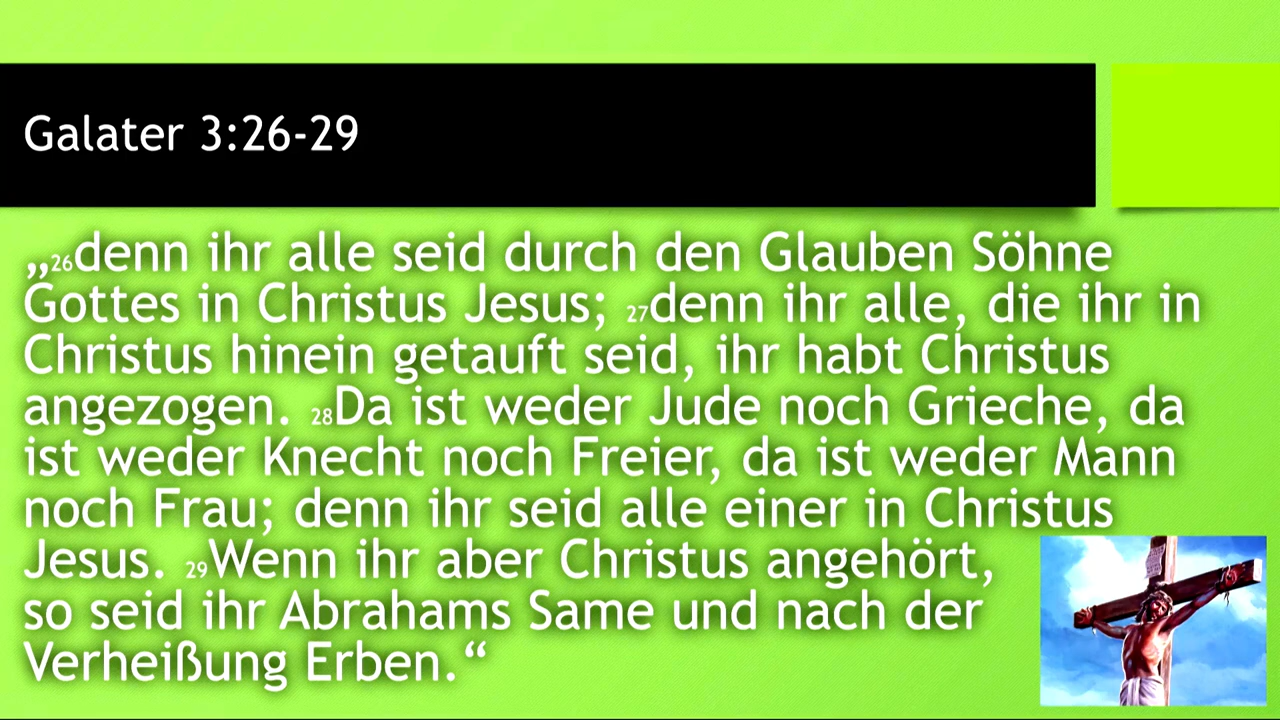 Galater 3:26-29
„26denn ihr alle seid durch den Glauben Söhne
Gottes in Christus Jesus; 27denn ihr alle, die ihr in
Christus hinein getauft seid, ihr habt Christus
angezogen. 28Da ist weder Jude noch Grieche, da
ist weder Knecht noch Freier, da ist weder Mann
noch Frau; denn ihr seid alle einer in Christus
Jesus. 29Wenn ihr aber Christus angehört,
so seid ihr Abrahams Same und nach der
Verheißung Erben.“